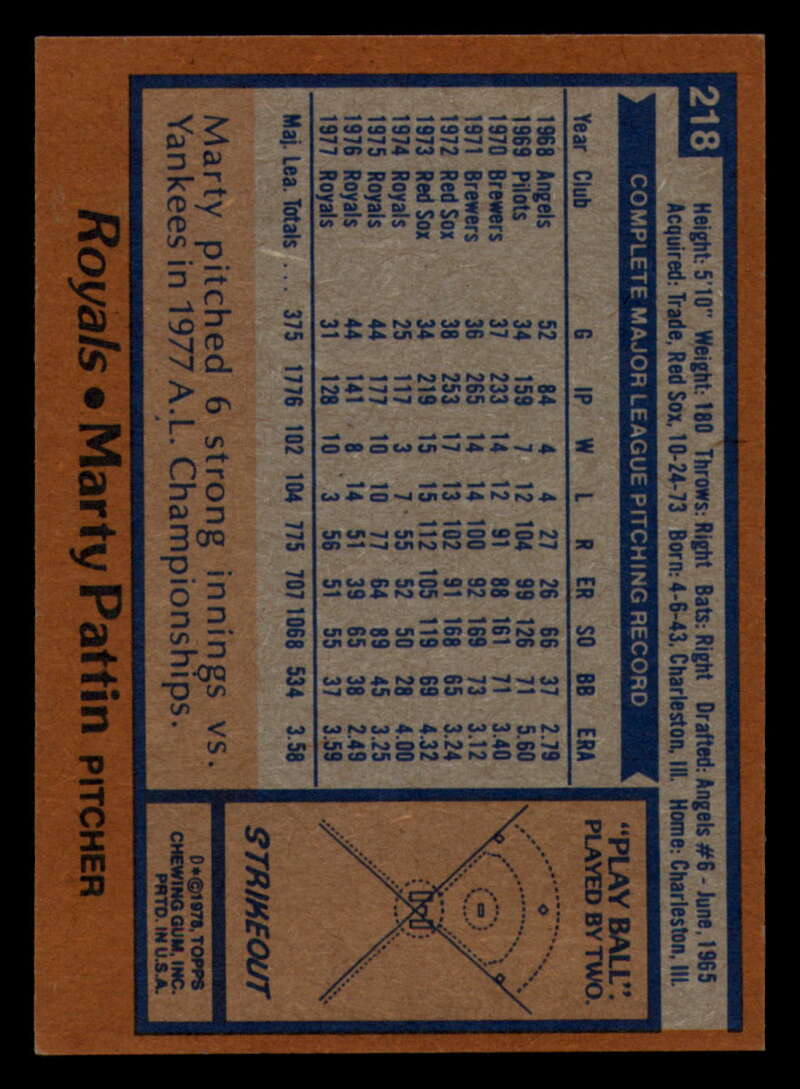 218
Height: 5'10" Weight: 180 Throws: Right Bats: Right Drafted: Angels #6 - June, 1965
Acquired: Trade, Red Sox, 10-24-73 Born: 4-6-43, Charleston, Ill. Home: Charleston, Ill.
COMPLETE MAJOR LEAGUE PITCHING RECORD
Year Club G IP W L R ER SO BB ERA
1968 Angels 52 84 4 4 27 26 66 37 2.79
1969 Pilots 34 159 7 12 104 99 126 71 5.60
1970 Brewers 37 233 14 12 91 88 161 71 3.40
1971 Brewers 36 265 14 14 100 92 169 73 3.12
1972 Red Sox 38 253 17 13 102 91 168 65 3.24
1973 Red Sox 34 219 15 15 112 105 119 69 4.32
1974 Royals 25 117 3 7 55 52 50 28 4.00
1975 Royals 44 177 10 10 77 64 89 45 3.25
1976 Royals 44 141 8 14 51 39 65 38 2.49
1977 Royals 31 128 10 3 56 51 55 37 3.59
Maj. Lea. Totals .... 375 1776 102 104 775 707 1068 534 3.58
Marty pitched 6 strong innings vs.
Yankees in 1977 A.L. Championships.
"PLAY BALL".
PLAYED BY TWO.
STRIKEOUT
D*©1978, TOPPS
CHEWING GUM, INC.
PRTD. IN U.S.A.
Royals • Marty Pattin PITCHER